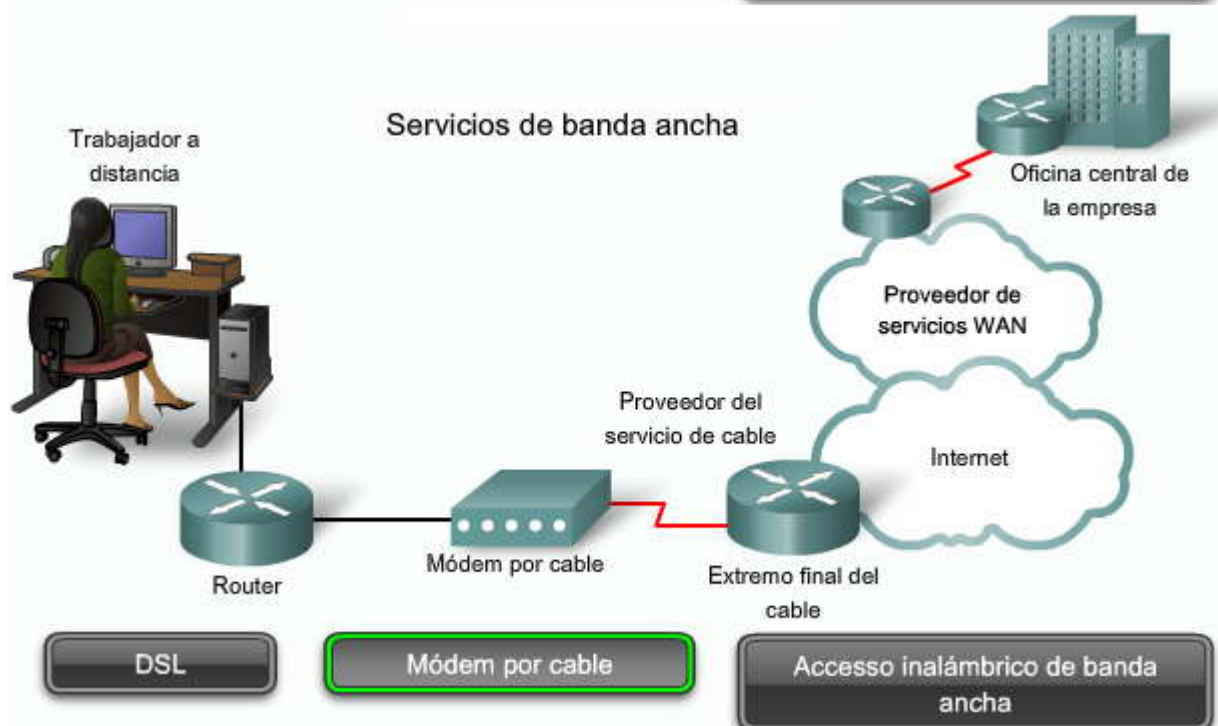 Servicios de banda ancha
Trabajador a
distancia
Oficina central de
la empresa
Proveedor de
servicios WAN
Proveedor del
servicio de cable
Internet
Router
Módem por cable
Extremo final del
cable
DSL
Módem por cable
Accesso inalámbrico de banda
ancha